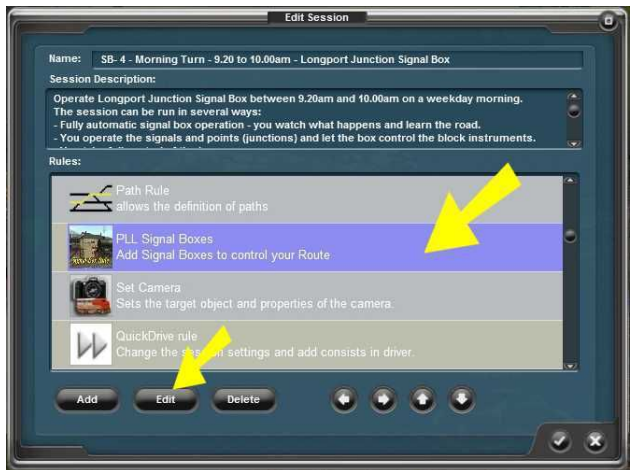 Edit Session
Name: SB- 4 - Morning Turn - 9.20 to 10.00am - Longport Junction Signal Box
Session Description:
Operate Longport Junction Signal Box between 9.20am and 10.00am on a weekday morning.
The session can be run in several ways:
- Fully automatic signal box operation - you watch what happens and learn the road.
- You operate the signals and points (junctions) and let the box control the block instruments.
Rules:
Path Rule
allows the definition of paths
PLL Signal Boxes
Add Signal Boxes to control your Route
Set Camera
Sets the target object and properties of the camera.
QuickDrive rule
Change the session settings and add consists in driver.
Add Edit Delete